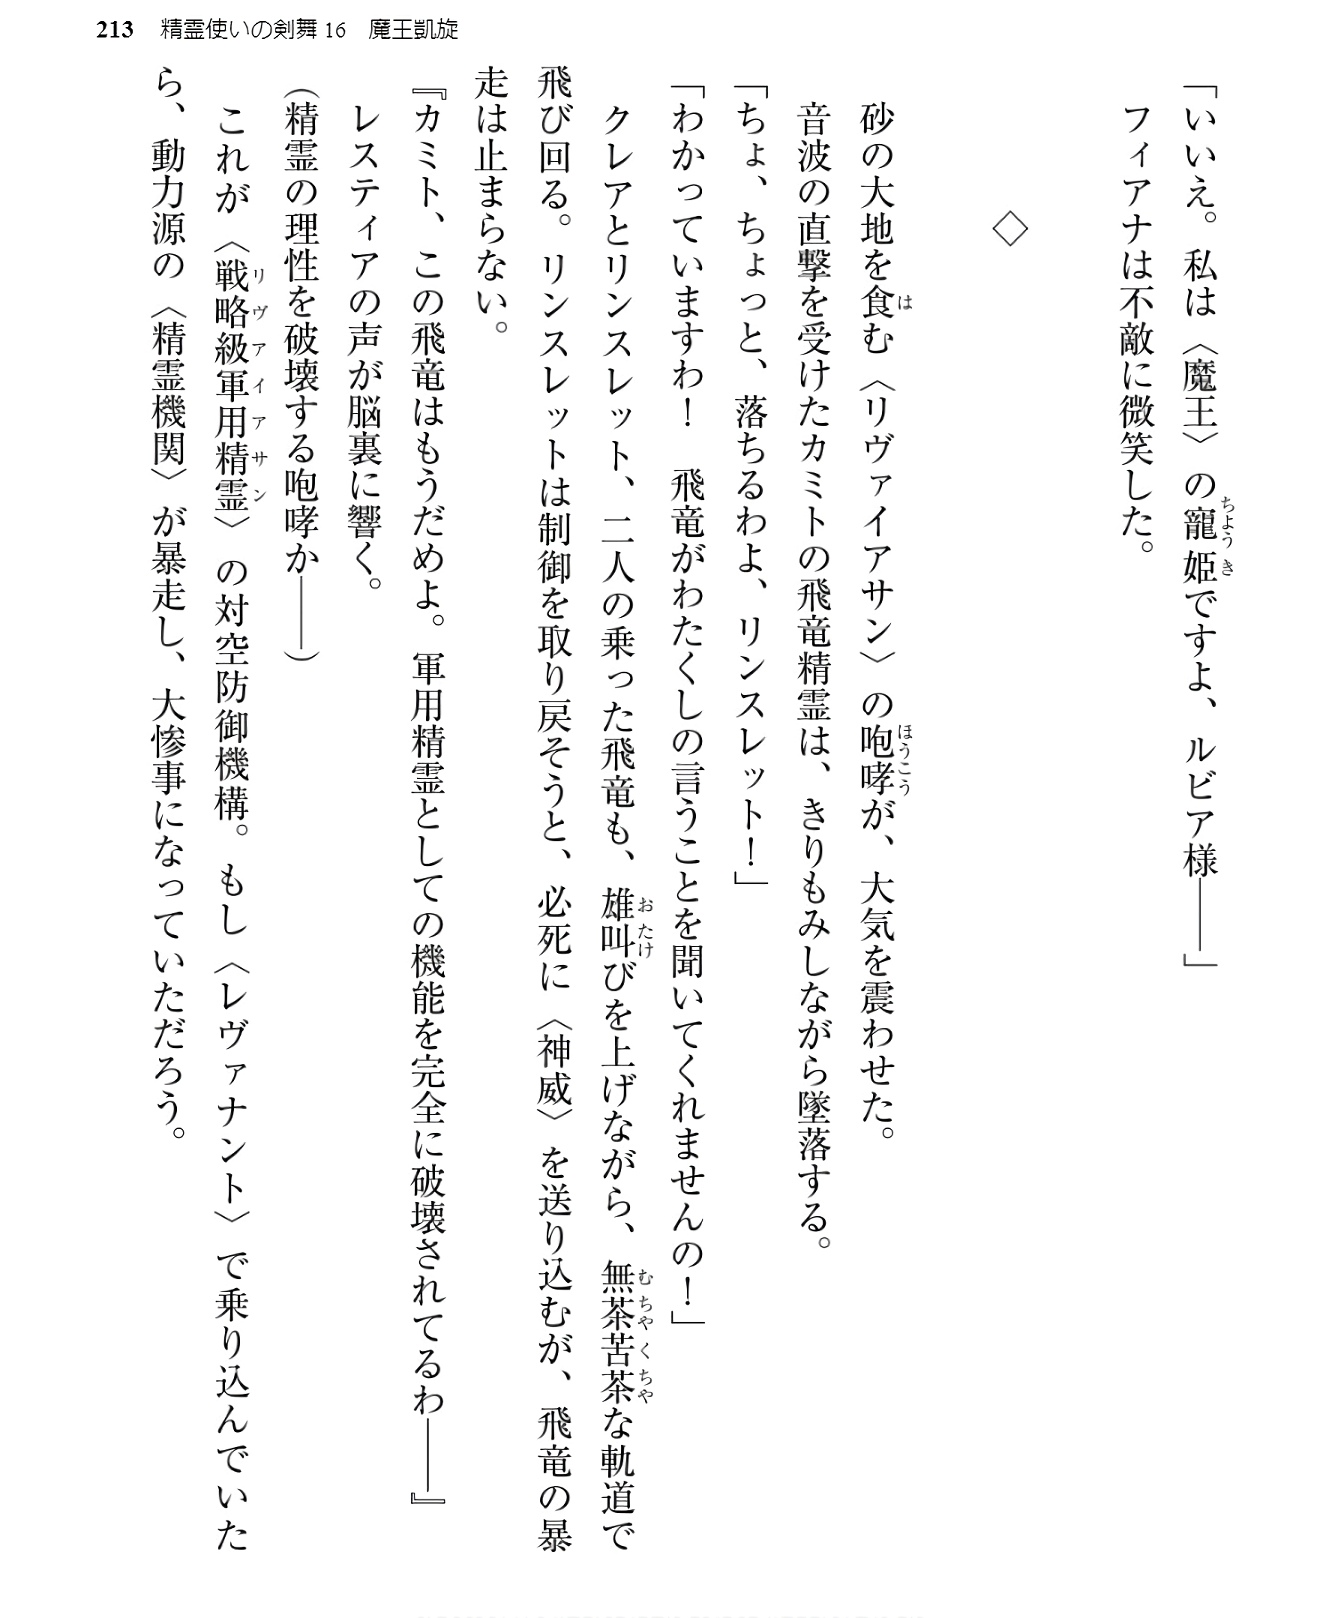 213 精霊使いの剣舞 16 魔王凱旋
「いいえ。私は〈魔王〉の寵姫ですよ、ルビア様――」
フィアナは不敵に微笑した。
◇
砂の大地を食む〈リヴァイアサン〉の咆哮が、大気を震わせた。
音波の直撃を受けたカミトの飛竜精霊は、きりもみしながら墜落する。
「ちょ、ちょっと、落ちるわよ、リンスレット！」
「わかっていますわ！　飛竜がわたくしの言うことを聞いてくれませんの！」
クレアとリンスレット、二人の乗った飛竜も、雄叫びを上げながら、無茶苦茶な軌道で
飛び回る。リンスレットは制御を取り戻そうと、必死に〈神威〉を送り込むが、飛竜の暴
走は止まらない。
『カミト、この飛竜はもうだめよ。軍用精霊としての機能を完全に破壊されてるわ――』
レスティアの声が脳裏に響く。
（精霊の理性を破壊する咆哮か――）
これが〈戦略級軍用精霊〉の対空防御機構。もし〈レヴァナント〉で乗り込んでいた
ら、動力源の〈精霊機関〉が暴走し、大惨事になっていただろう。